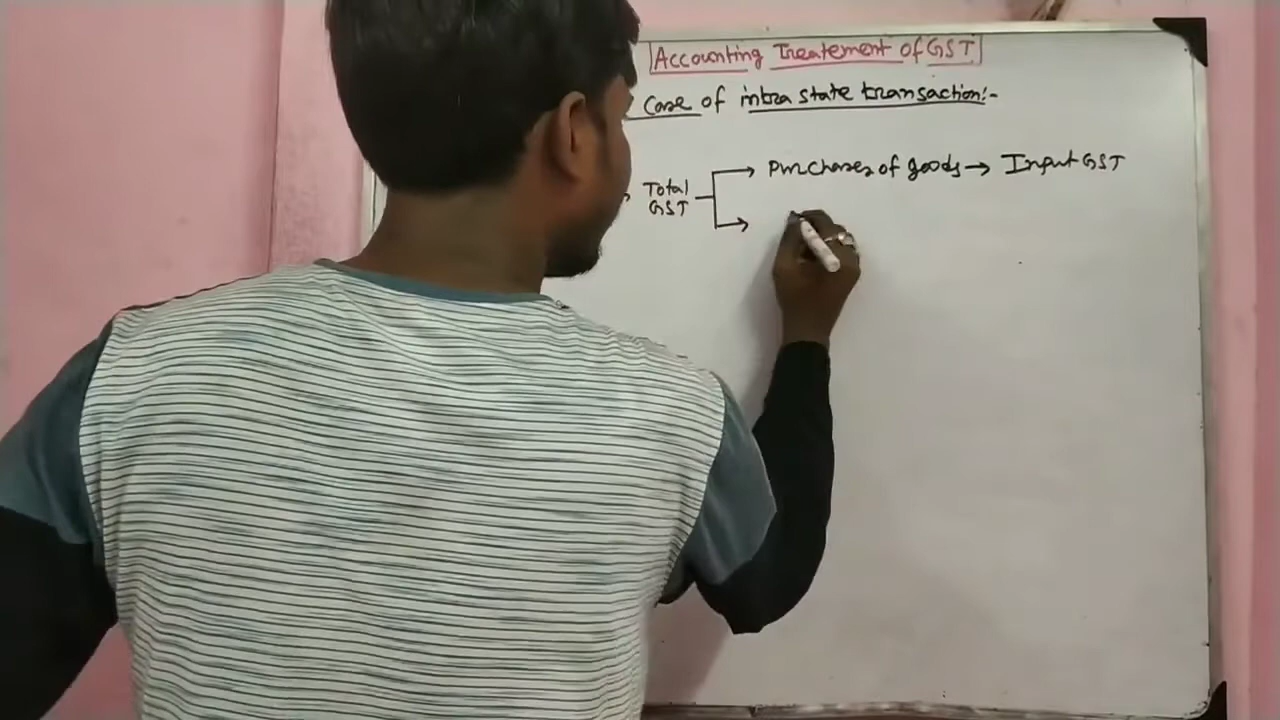 Accounting Treatement of GST
Case of intra state transaction:-
Total
GST
Purchases of goods → Input GST